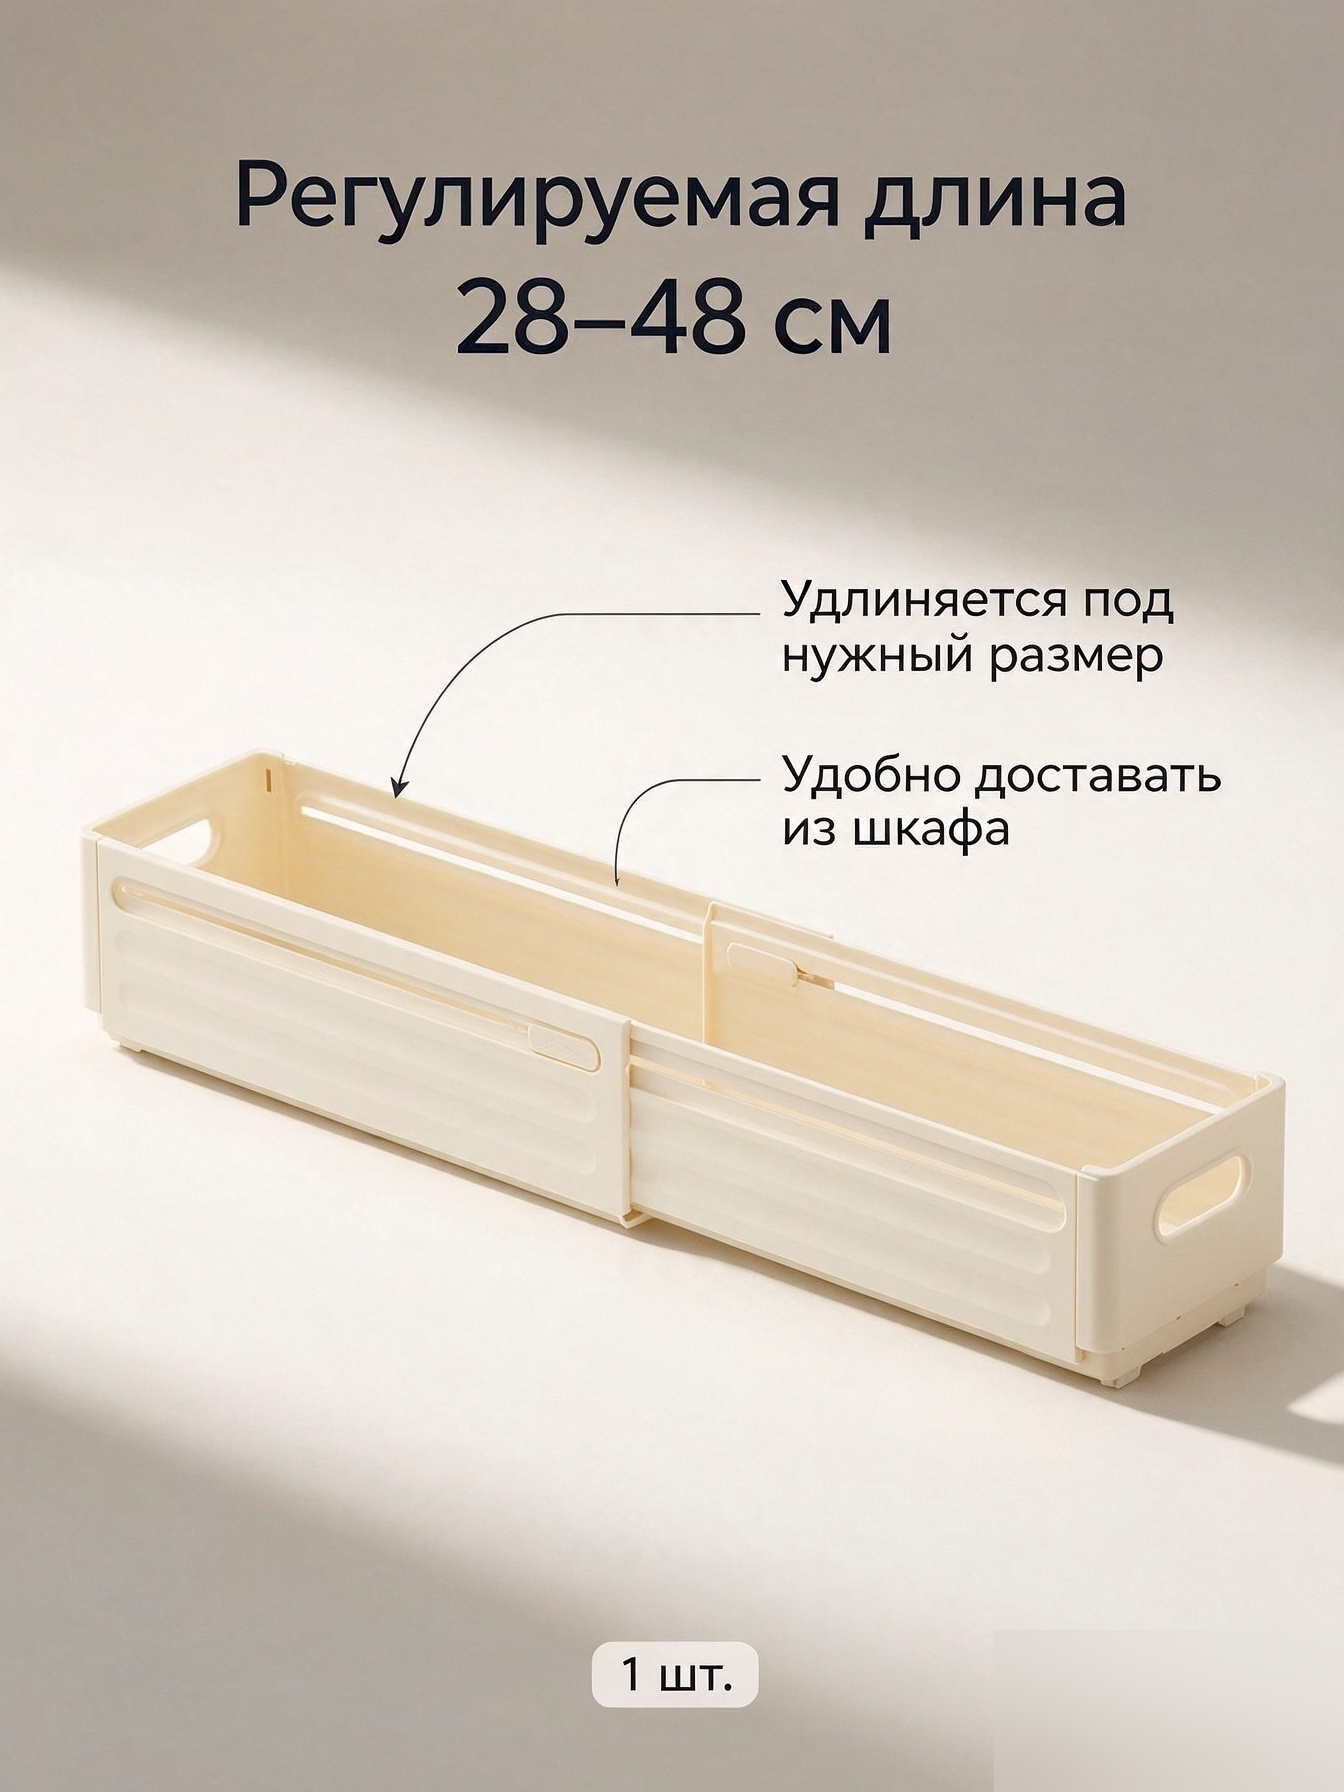 Регулируемая длина
28–48 см
Удлиняется под
нужный размер
Удобно доставать
из шкафа
1 шт.